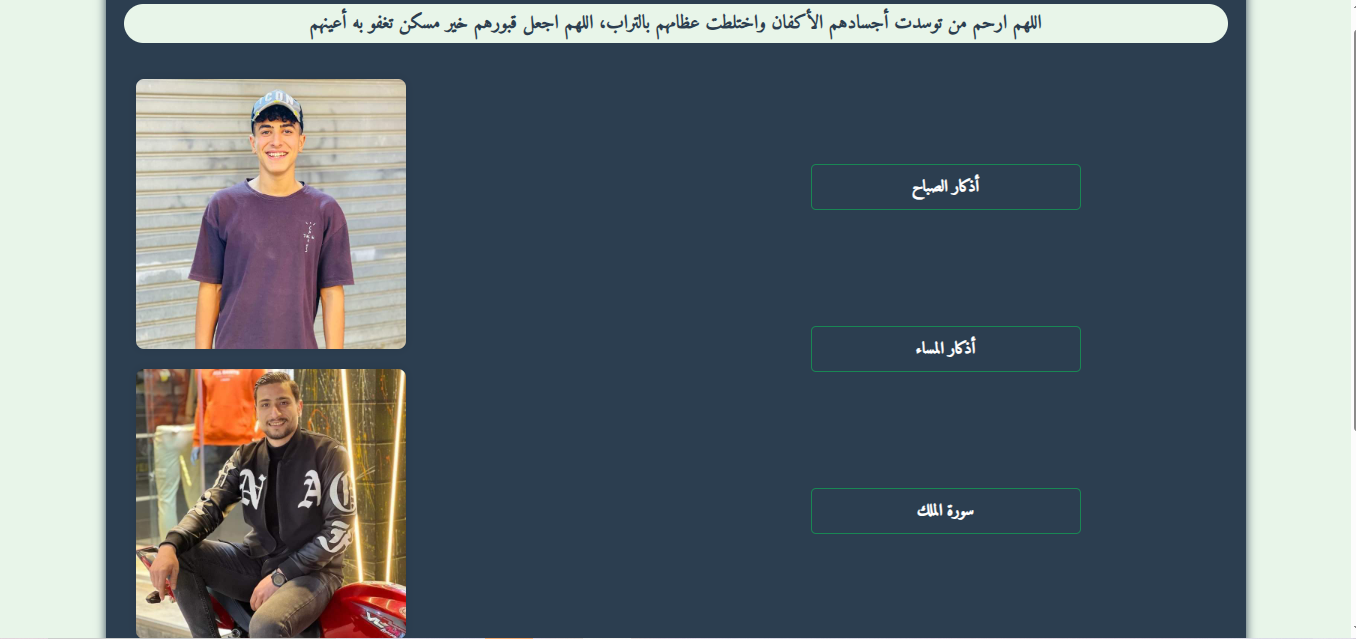 اللهم ارحم من توسدت أجسادهم الأكفان واختلطت عظامهم بالتراب، اللهم اجعل قبورهم خير مسكن تغفو به أعينهم
أذكار الصباح
أذكار المساء
سورة الملك
ICON